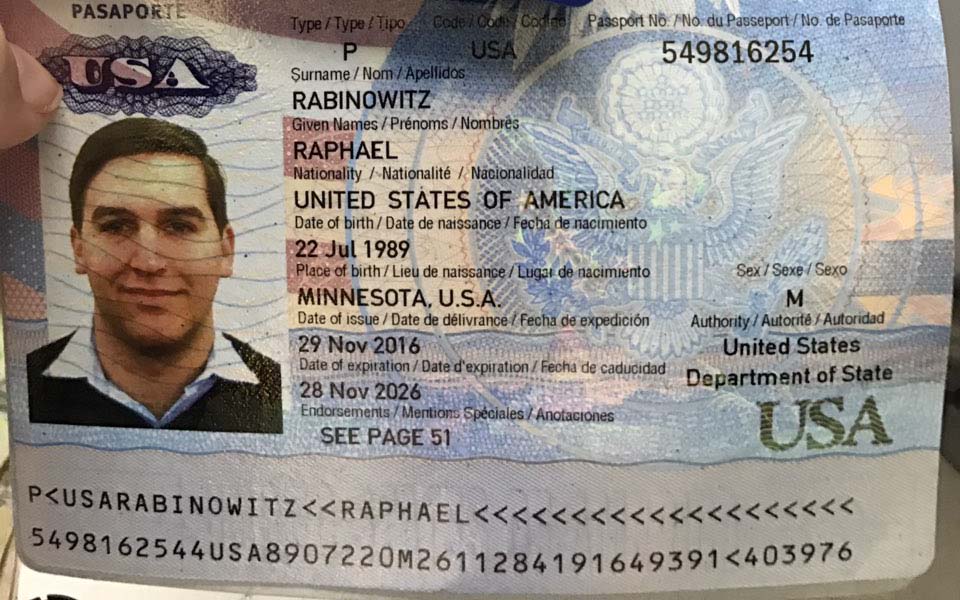 PASAPORTE
USA
Type / Type / Tipo Code / Code / Codigo Passport No. / No. du Passeport / No. de Pasaporte
P USA 549816254
Surname / Nom / Apellidos
RABINOWITZ
Given Names / Prénoms / Nombres
RAPHAEL
Nationality / Nationalité / Nacionalidad
UNITED STATES OF AMERICA
Date of birth / Date de naissance / Fecha de nacimiento
22 Jul 1989
Place of birth / Lieu de naissance / Lugar de nacimiento Sex / Sexe / Sexo
MINNESOTA, U.S.A. M
Date of issue / Date de délivrance / Fecha de expedición Authority / Autorité / Autoridad
29 Nov 2016 United States
Date of expiration / Date d'expiration / Fecha de caducidad Department of State
28 Nov 2026
Endorsements / Mentions Spéciales / Anotaciones USA
SEE PAGE 51
P<USARABINOWITZ<<RAPHAEL<<<<<<<<<<<<<<<<<<<<
5498162544USA8907220M2611284191649391<403976